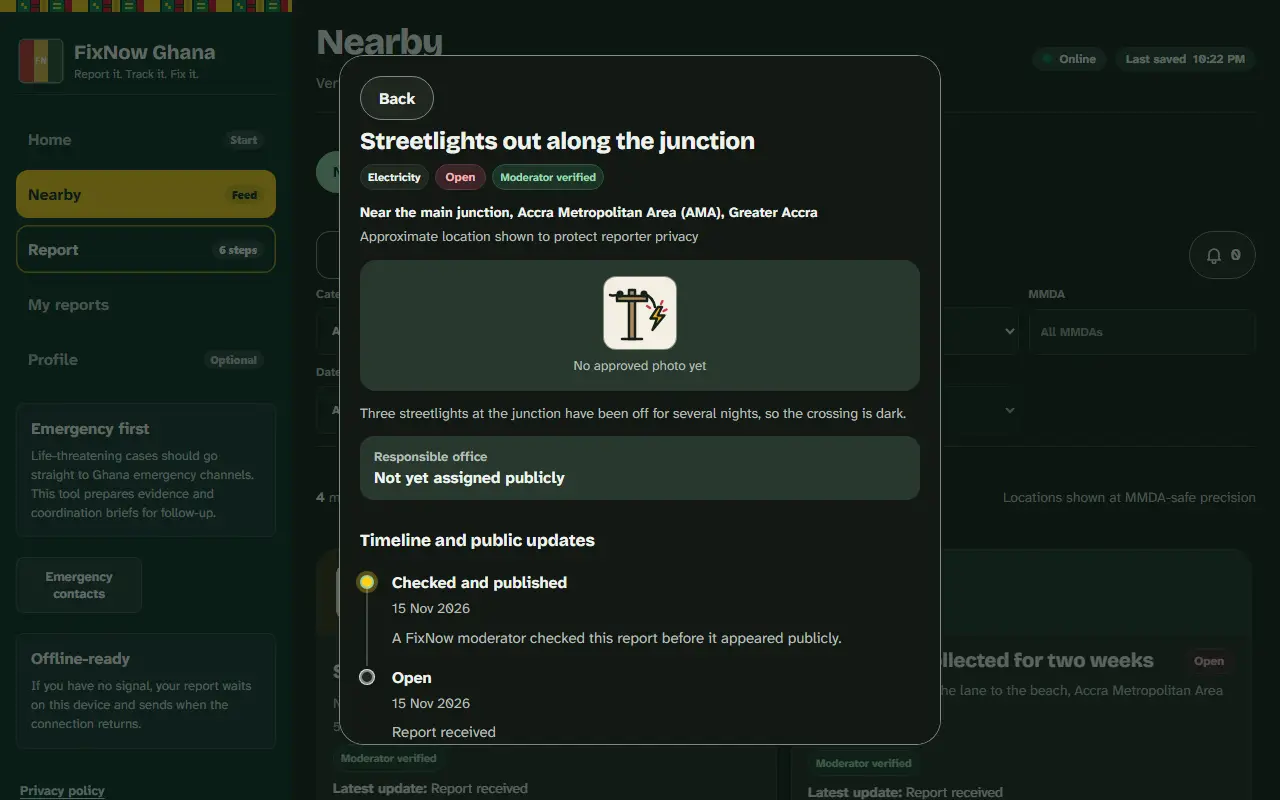 FN
FixNow Ghana
Report it. Track it. Fix it.
Home
Start
Nearby
Feed
Report
6 steps
My reports
Profile
Optional
Emergency first
Life-threatening cases should go
straight to Ghana emergency channels.
This tool prepares evidence and
coordination briefs for follow-up.
Emergency
contacts
Offline-ready
If you have no signal, your report waits
on this device and sends when the
connection returns.
Privacy policy
Nearby
Online
Last saved 10:22 PM
0
MMDA
All MMDAs
Locations shown at MMDA-safe precision
Back
Streetlights out along the junction
Electricity
Open
Moderator verified
Near the main junction, Accra Metropolitan Area (AMA), Greater Accra
Approximate location shown to protect reporter privacy
No approved photo yet
Three streetlights at the junction have been off for several nights, so the crossing is dark.
Responsible office
Not yet assigned publicly
Timeline and public updates
Checked and published
15 Nov 2026
A FixNow moderator checked this report before it appeared publicly.
Open
15 Nov 2026
Report received
Moderator verified
Latest update: Report received
for two weeks
Open
the lane to the beach, Accra Metropolitan Area
Moderator verified
Latest update: Report received